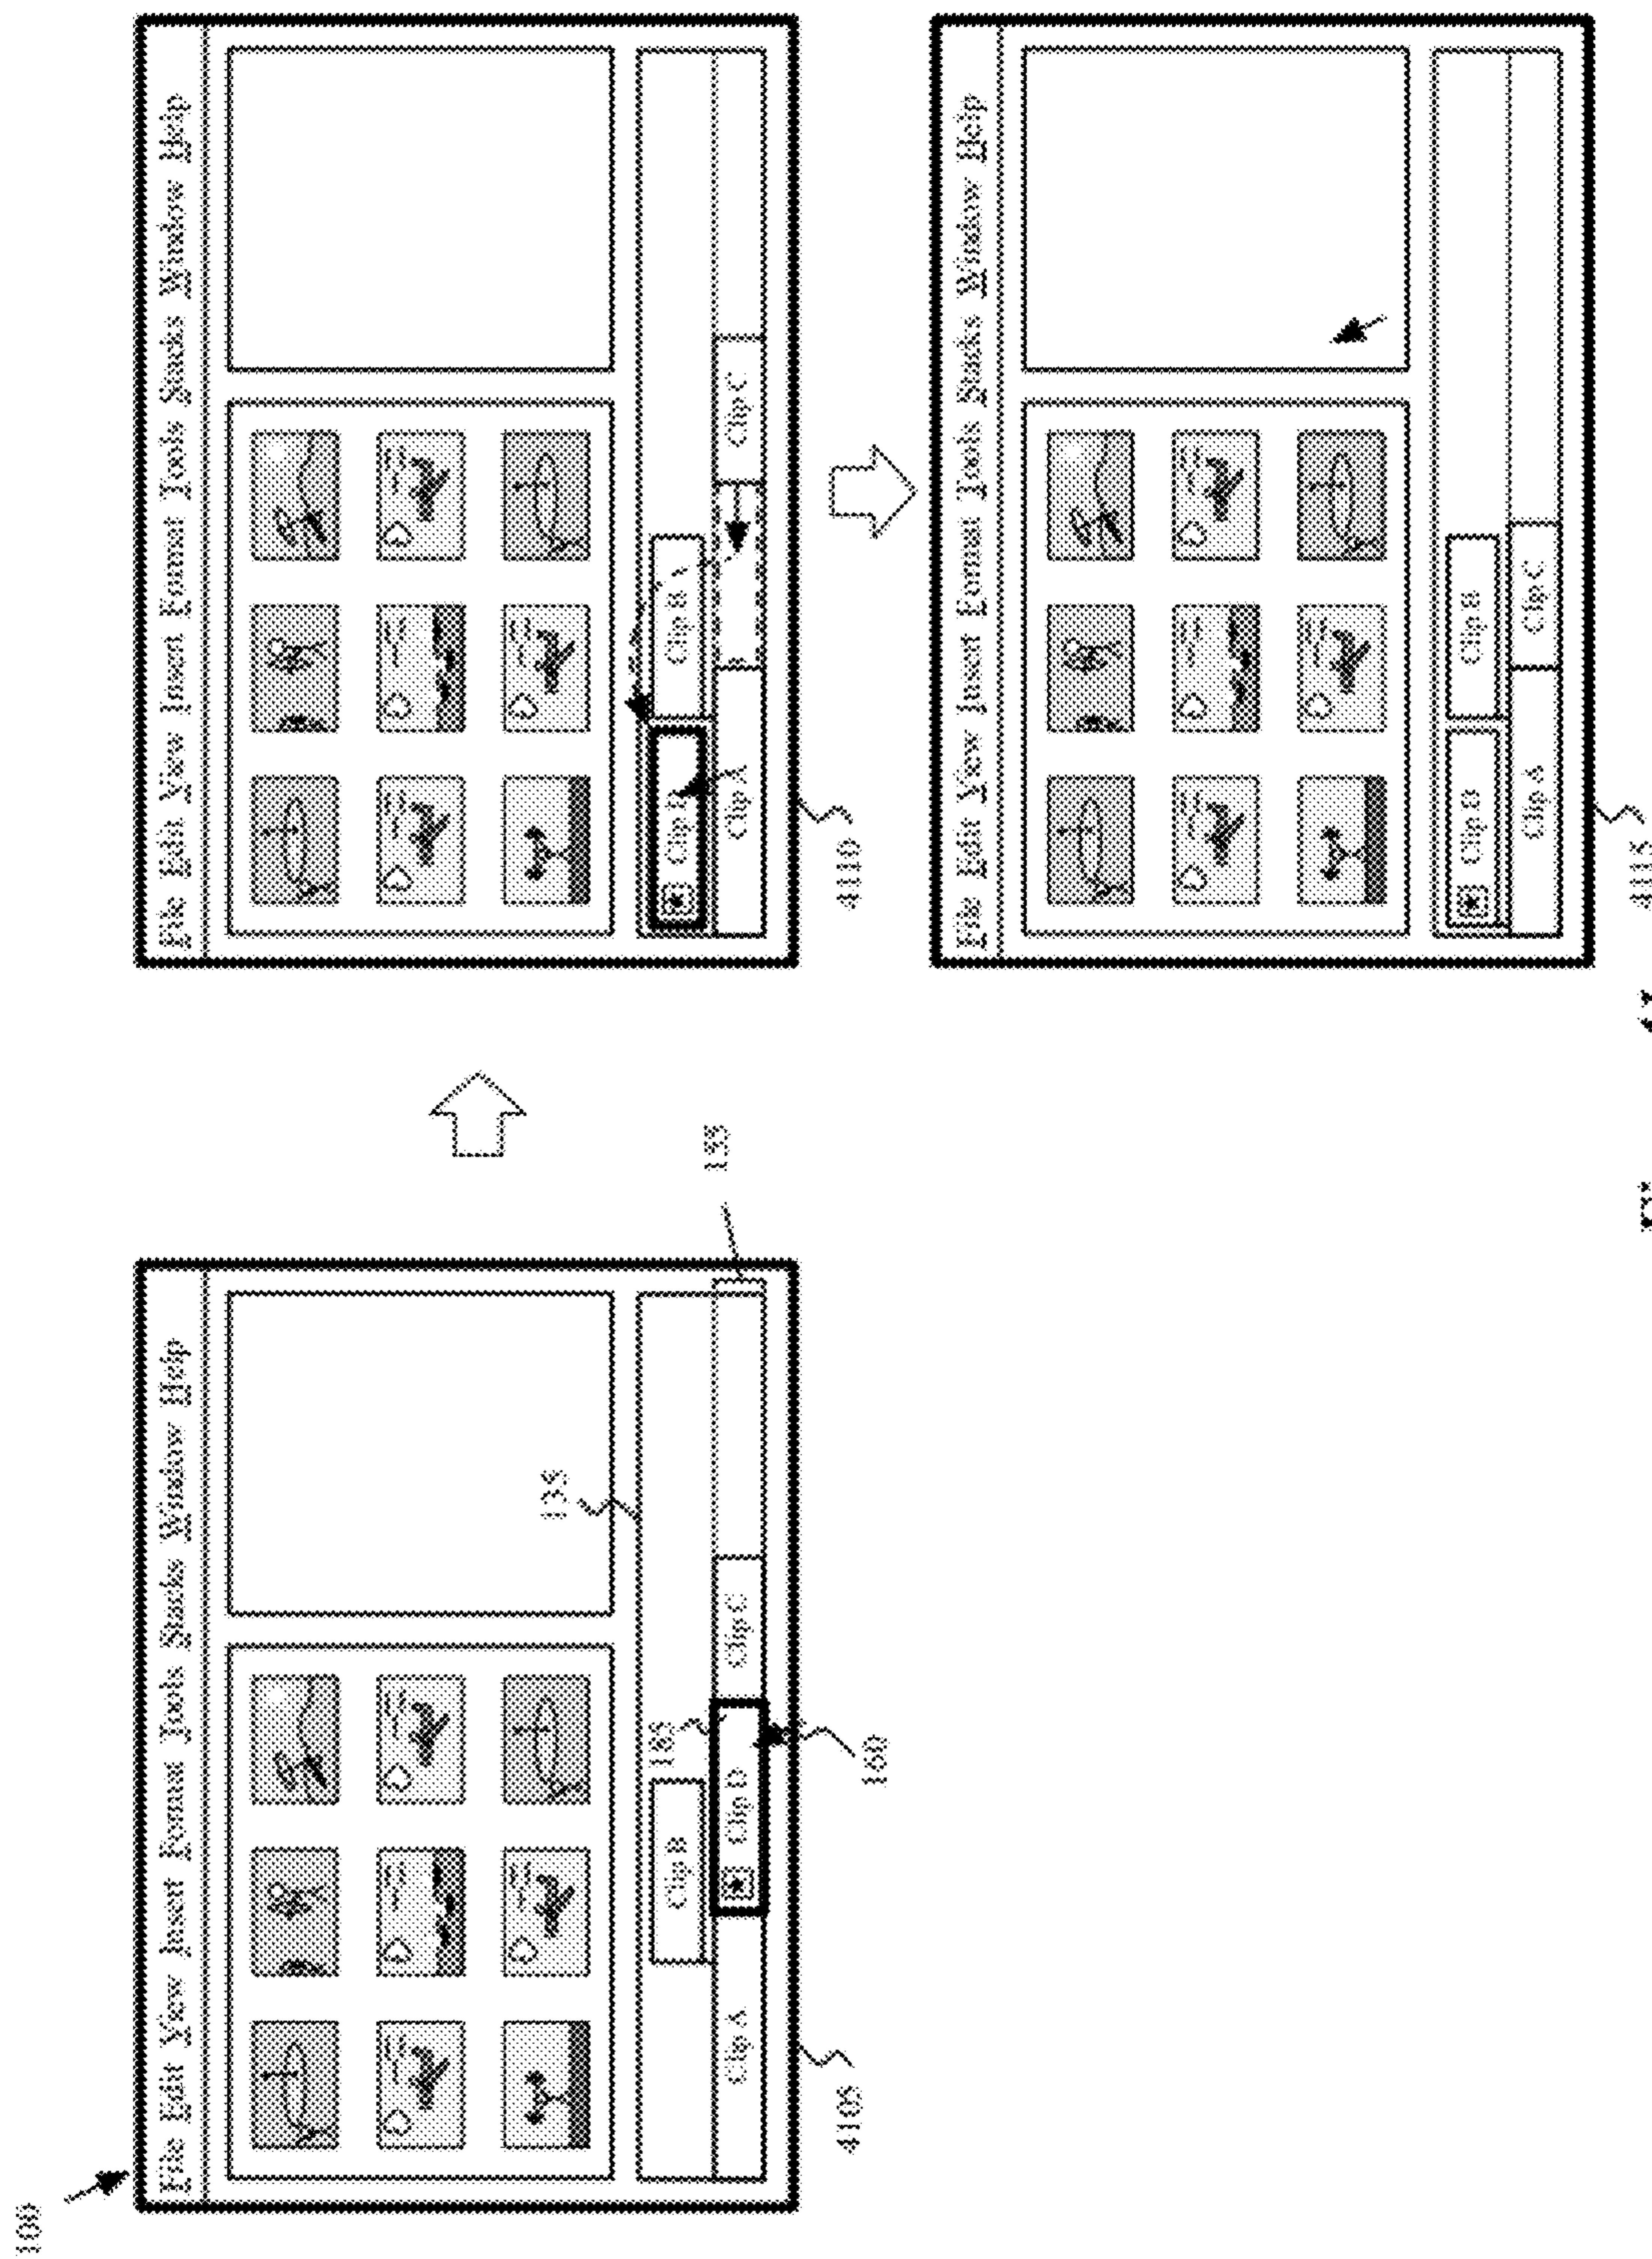 100
File Edit View Insert Format Tools Stacks Window Help
135
Clip B
185
155
Clip A
Clip D
Clip C
160
4105
File Edit View Insert Format Tools Stacks Window Help
Clip
Clip B
Clip A
Clip C
4110
File Edit View Insert Format Tools Stacks Window Help
Clip B
Clip B
Clip A
Clip C
4115